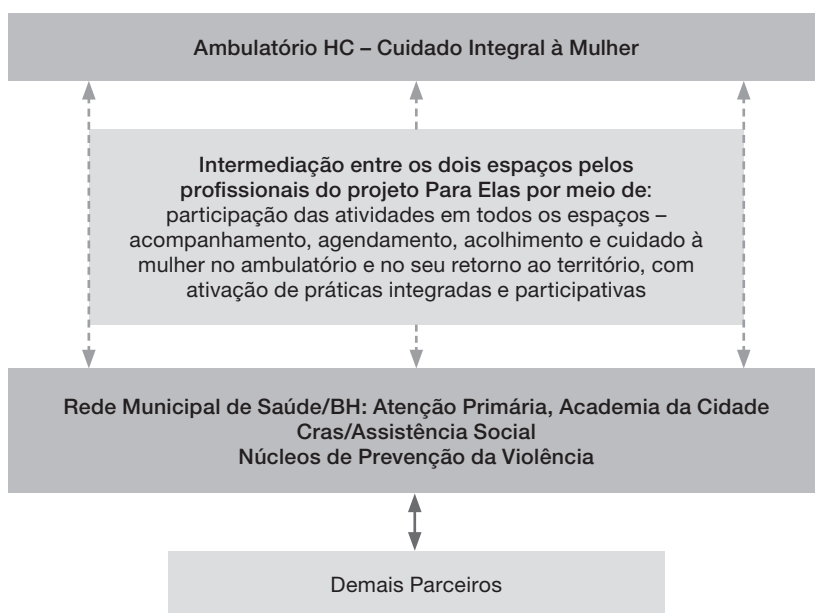 Ambulatório HC – Cuidado Integral à Mulher
Intermediação entre os dois espaços pelos
profissionais do projeto Para Elas por meio de:
participação das atividades em todos os espaços –
acompanhamento, agendamento, acolhimento e cuidado à
mulher no ambulatório e no seu retorno ao território, com
ativação de práticas integradas e participativas
Rede Municipal de Saúde/BH: Atenção Primária, Academia da Cidade
Cras/Assistência Social
Núcleos de Prevenção da Violência
Demais Parceiros